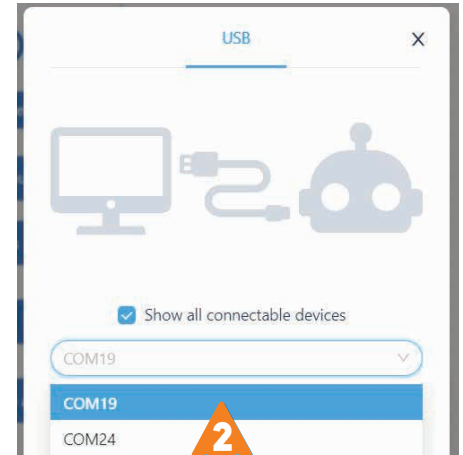 USB X
Show all connectable devices
COM19
COM19
COM24
2